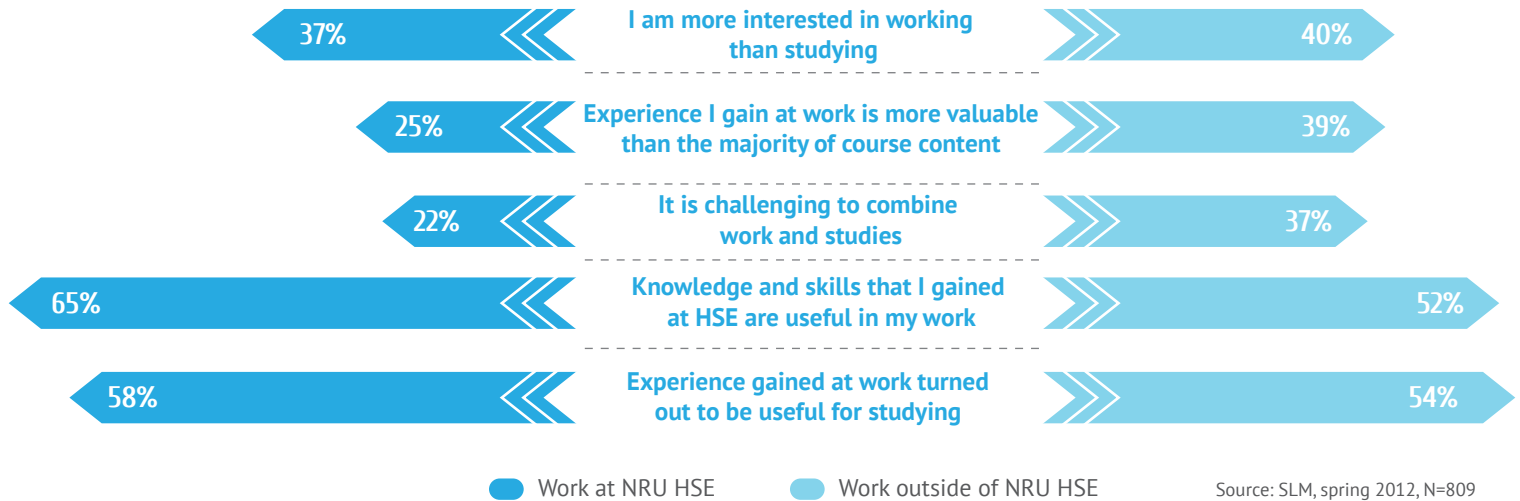 37%
I am more interested in working
than studying
40%
25%
Experience I gain at work is more valuable
than the majority of course content
39%
22%
It is challenging to combine
work and studies
37%
65%
Knowledge and skills that I gained
at HSE are useful in my work
52%
58%
Experience gained at work turned
out to be useful for studying
54%
Work at NRU HSE
Work outside of NRU HSE
Source: SLM, spring 2012, N=809